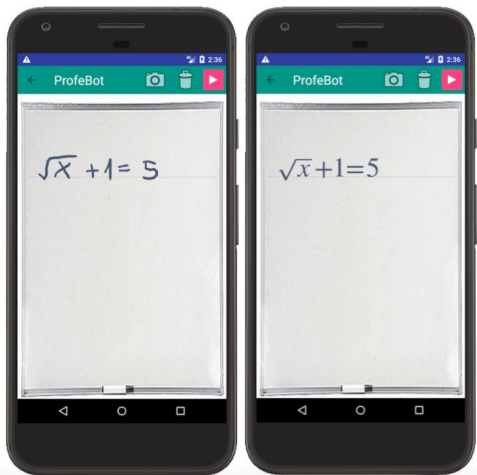 2:36
ProfeBot
√x + 1 = 5
2:36
ProfeBot
√x+1=5